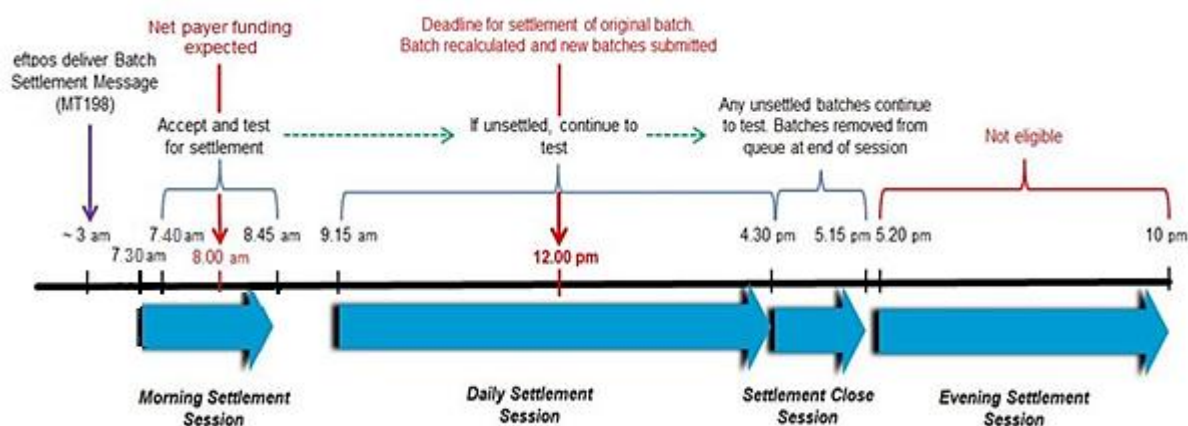 Net payer funding
expected
Deadline for settlement of original batch.
Batch recalculated and new batches submitted
eftpos deliver Batch
Settlement Message
(MT198)
Accept and test
for settlement
If unsettled, continue to
test
Any unsettled batches continue
to test. Batches removed from
queue at end of session
Not eligible
~ 3 am
7.30 am
7.40 am
8.00 am
8.45 am
9.15 am
12.00 pm
4.30 pm
5.15 pm
5.20 pm
10 pm
Morning Settlement
Session
Daily Settlement
Session
Settlement Close
Session
Evening Settlement
Session